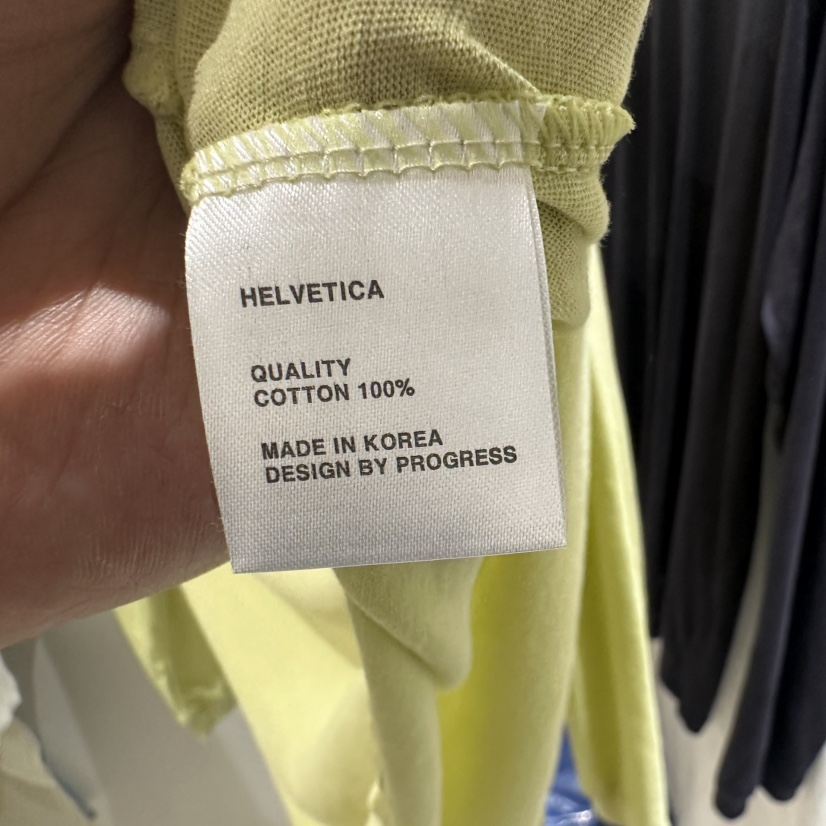 HELVETICA
QUALITY
COTTON 100%
MADE IN KOREA
DESIGN BY PROGRESS